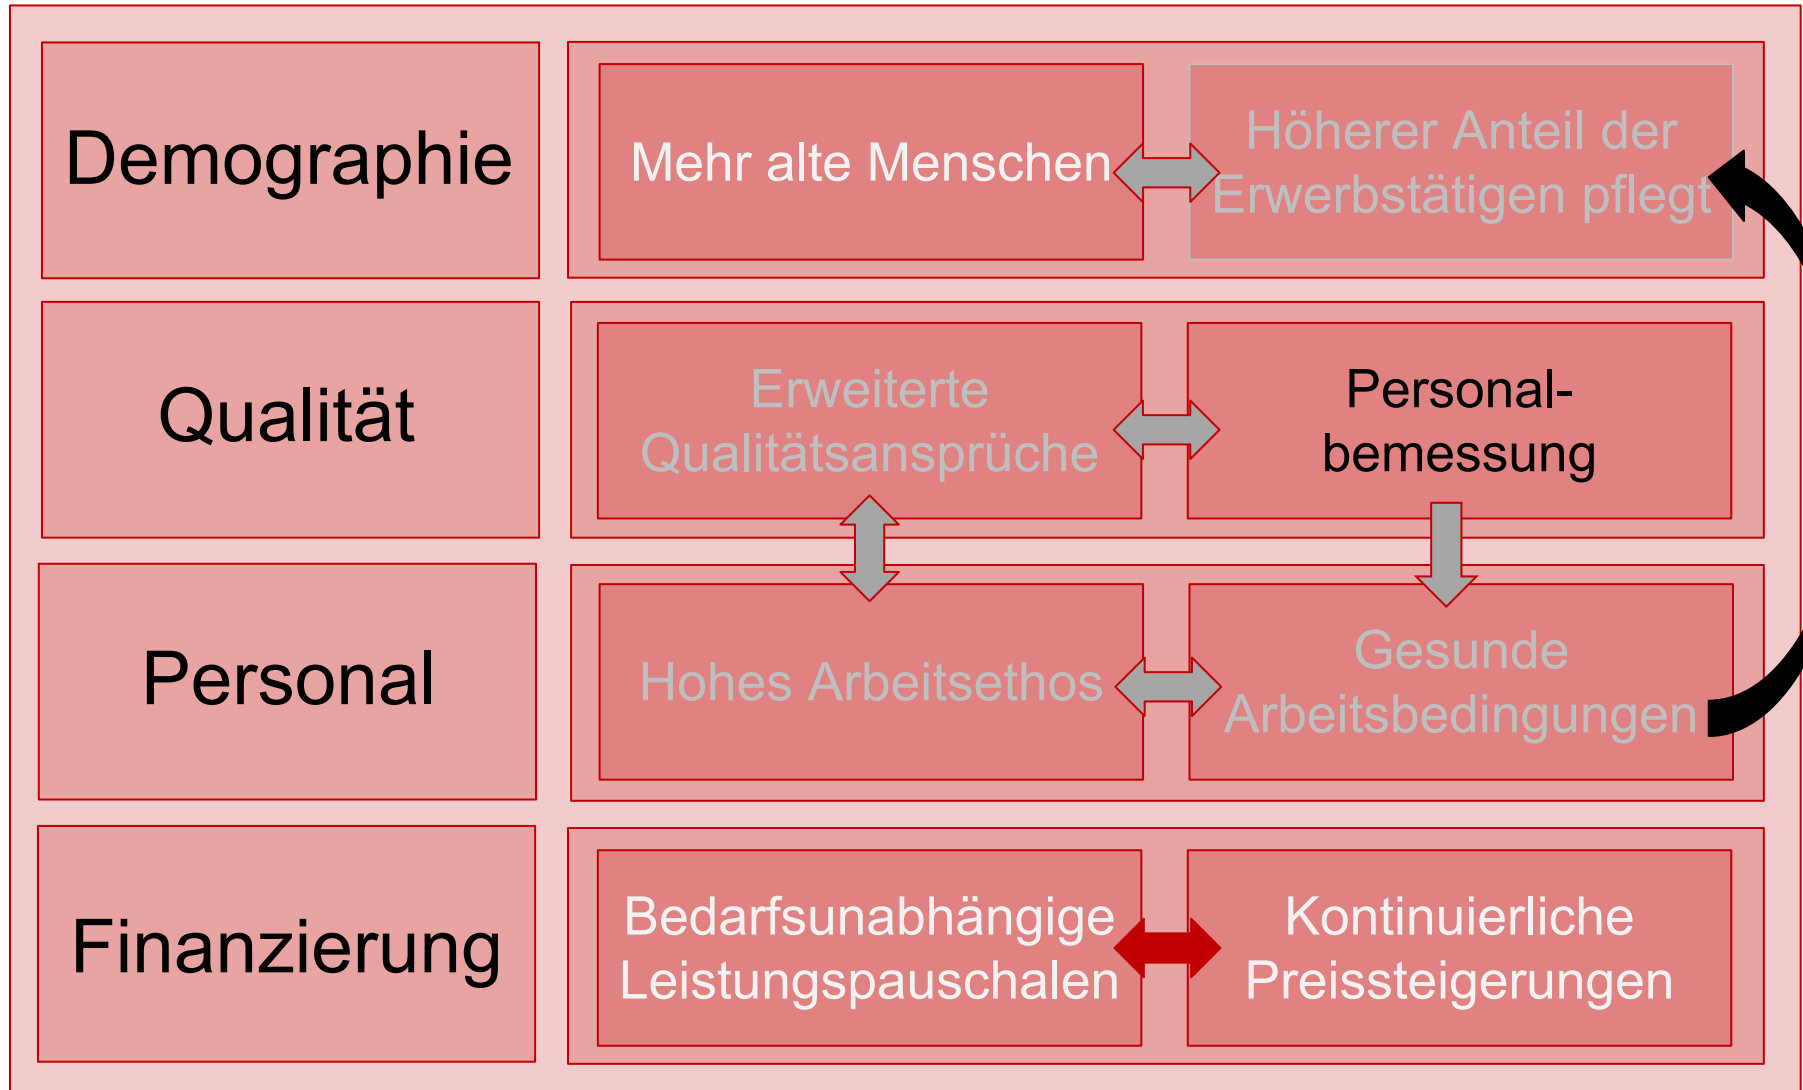 Demographie
Mehr alte Menschen
Höherer Anteil der
Erwerbstätigen pflegt
Qualität
Erweiterte
Qualitätsansprüche
Personal-
bemessung
Personal
Hohes Arbeitsethos
Gesunde
Arbeitsbedingungen
Finanzierung
Bedarfsunabhängige
Leistungspauschalen
Kontinuierliche
Preissteigerungen